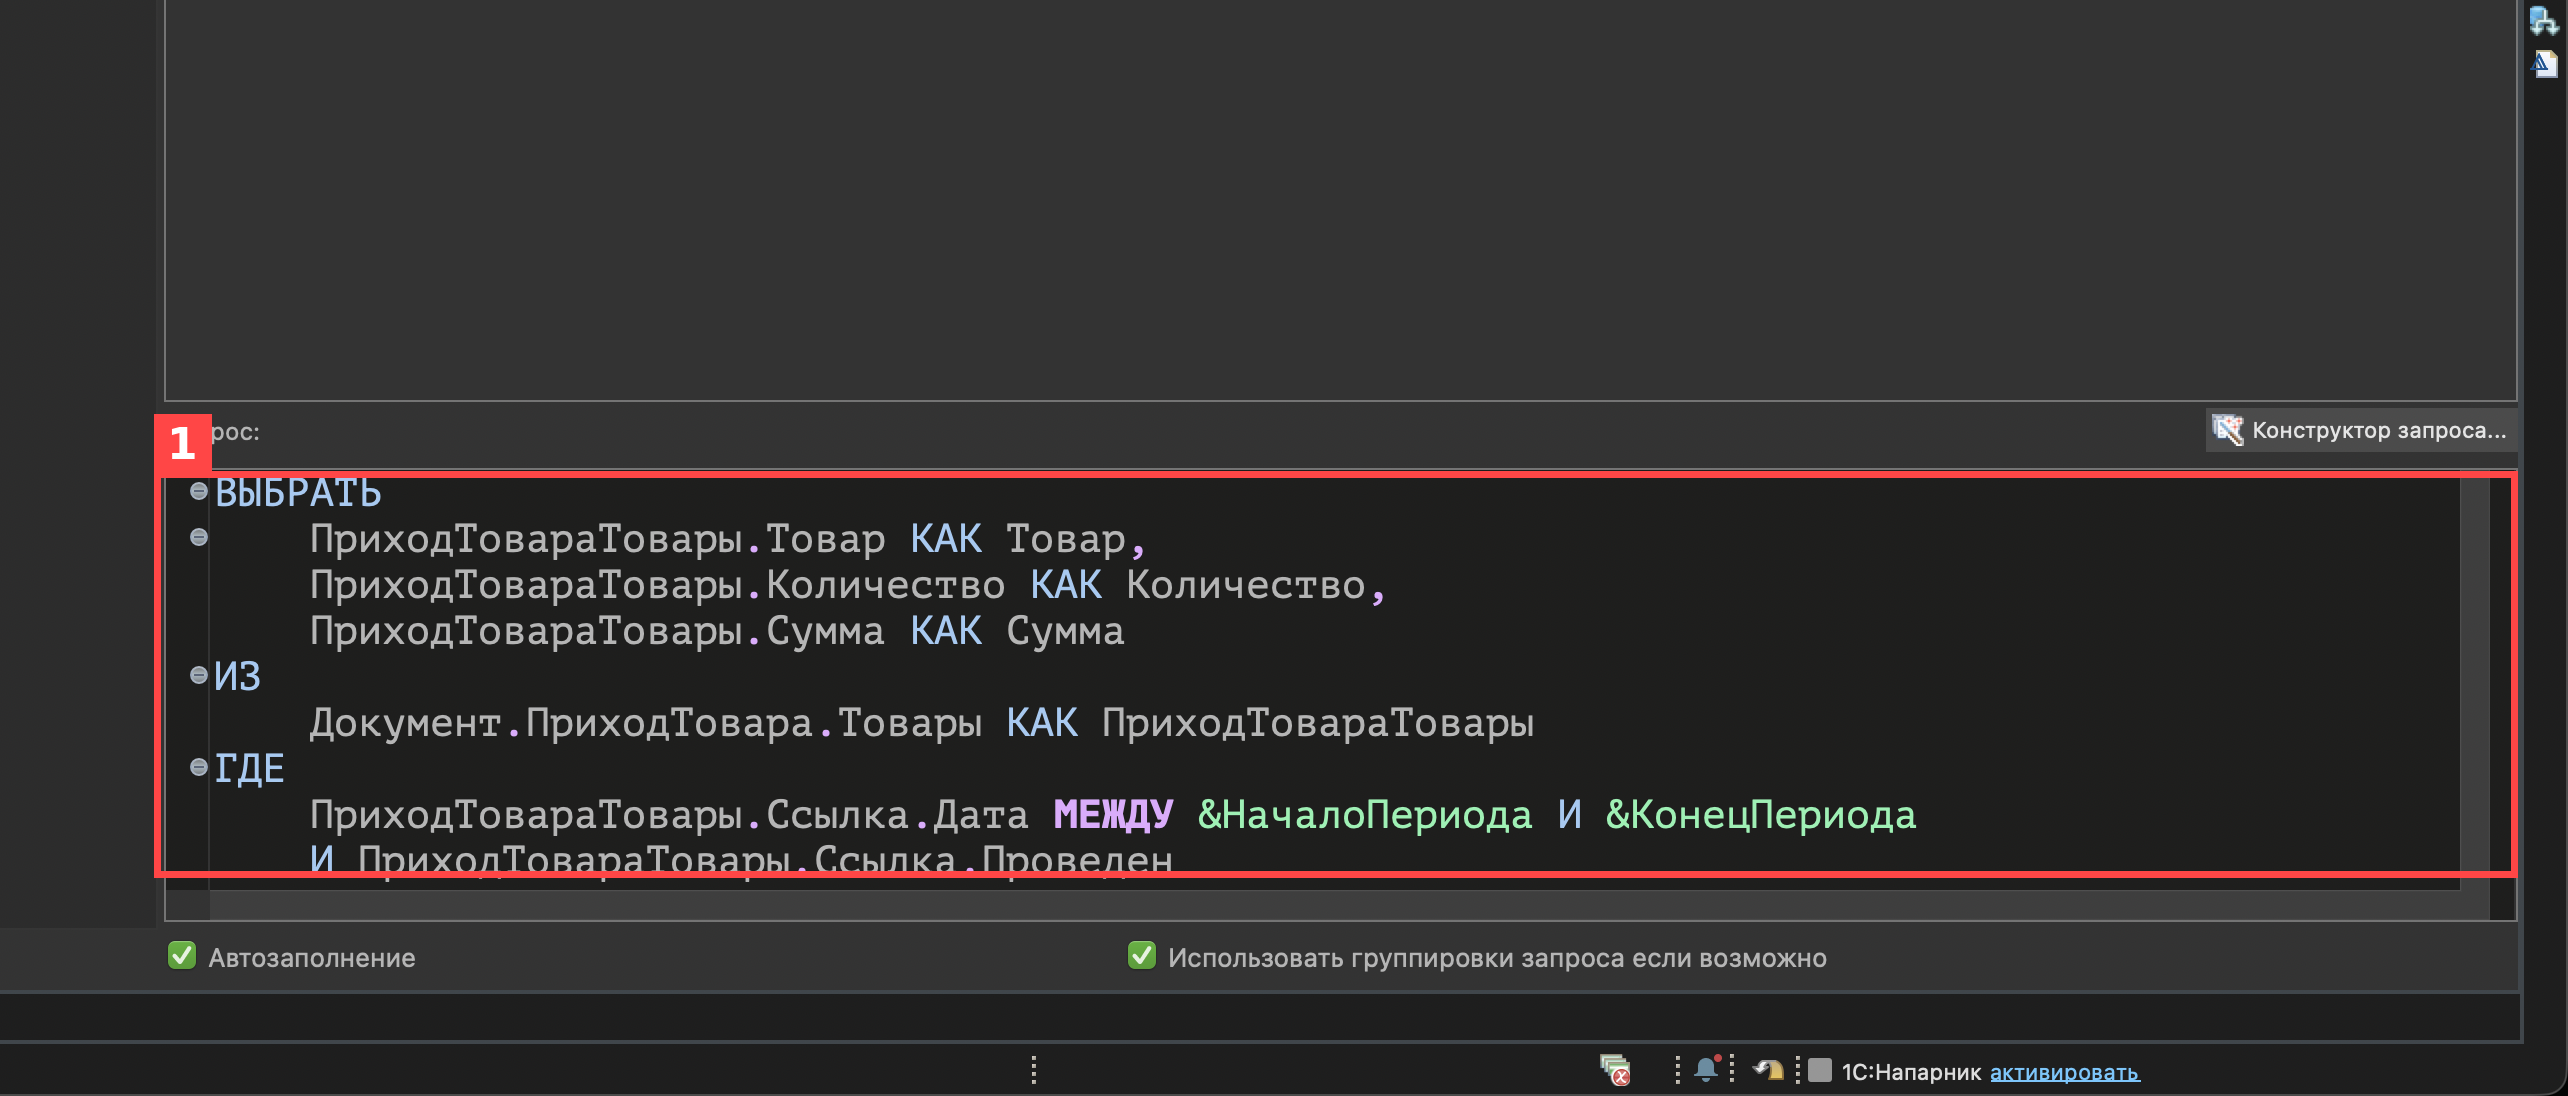 1
рос:
Конструктор запроса...
ВЫБРАТЬ
ПриходТовараТовары.Товар КАК Товар,
ПриходТовараТовары.Количество КАК Количество,
ПриходТовараТовары.Сумма КАК Сумма
ИЗ
Документ.ПриходТовара.Товары КАК ПриходТовараТовары
ГДЕ
ПриходТовараТовары.Ссылка.Дата МЕЖДУ &НачалоПериода И &КонецПериода
И ПриходТовараТовары.Ссылка.Проведен
Автозаполнение
Использовать группировки запроса если возможно
1С:Напарник активировать